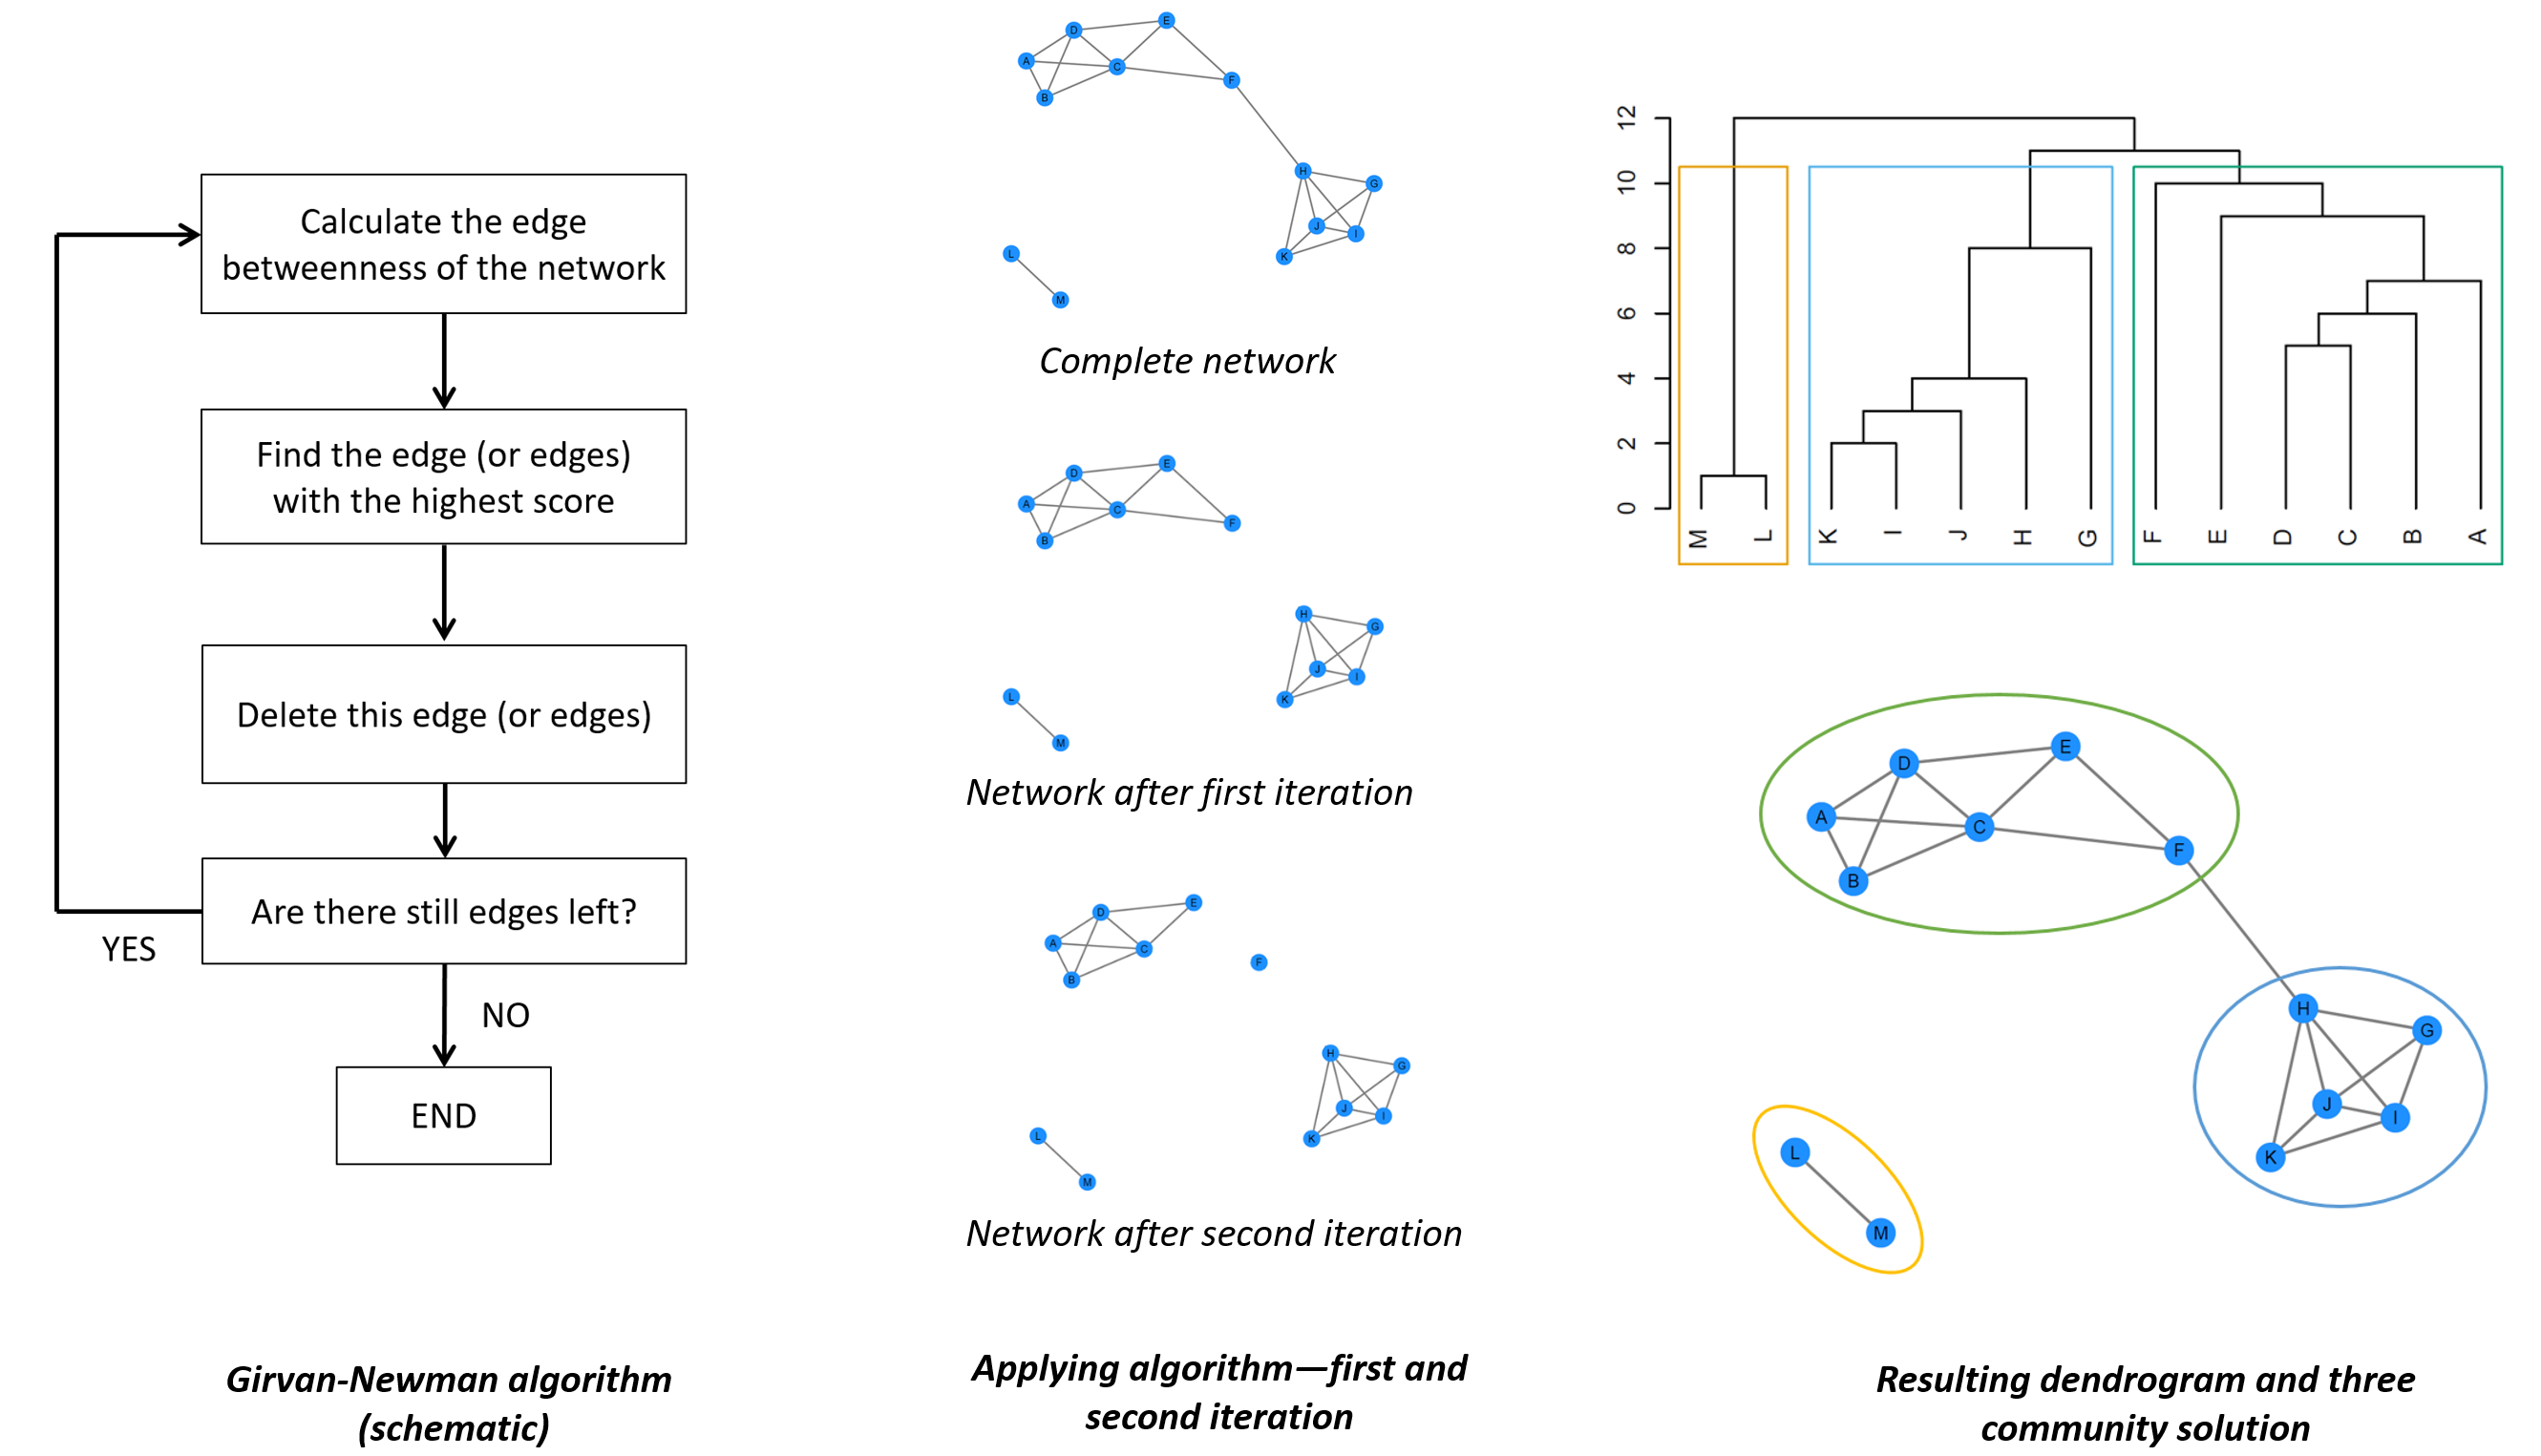 Calculate the edge
betweenness of the network
Find the edge (or edges)
with the highest score
Delete this edge (or edges)
Are there still edges left?
YES
NO
END
Girvan-Newman algorithm
(schematic)
D
E
A
C
F
B
H
G
J
I
K
L
M
Complete network
D
E
A
C
F
B
H
G
J
I
K
L
M
Network after first iteration
D
E
A
C
F
B
H
G
J
I
K
L
M
Network after second iteration
Applying algorithm—first and
second iteration
12
10
8
6
4
2
0
M L K I J H G F E D C B A
D
E
A
C
F
B
H
G
J
I
K
L
M
Resulting dendrogram and three
community solution